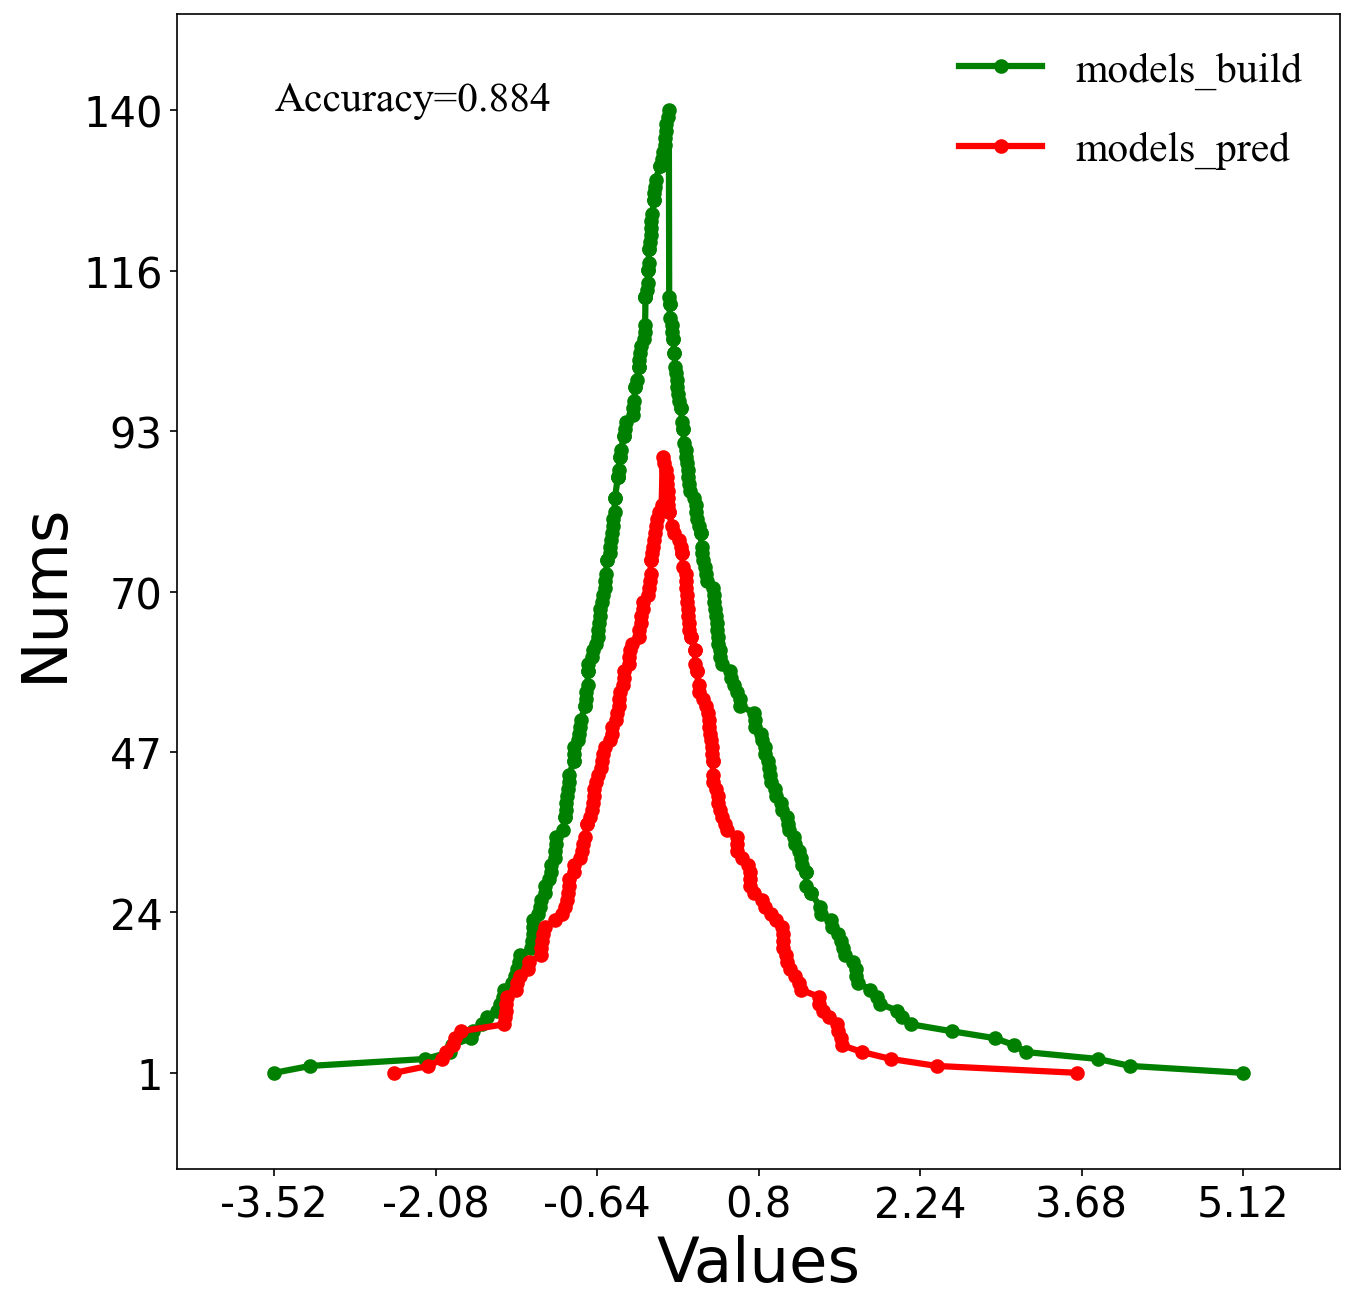 models_build
Accuracy=0.884
models_pred
140
116
93
70
47
24
1
Nums
-3.52 -2.08 -0.64 0.8 2.24 3.68 5.12
Values